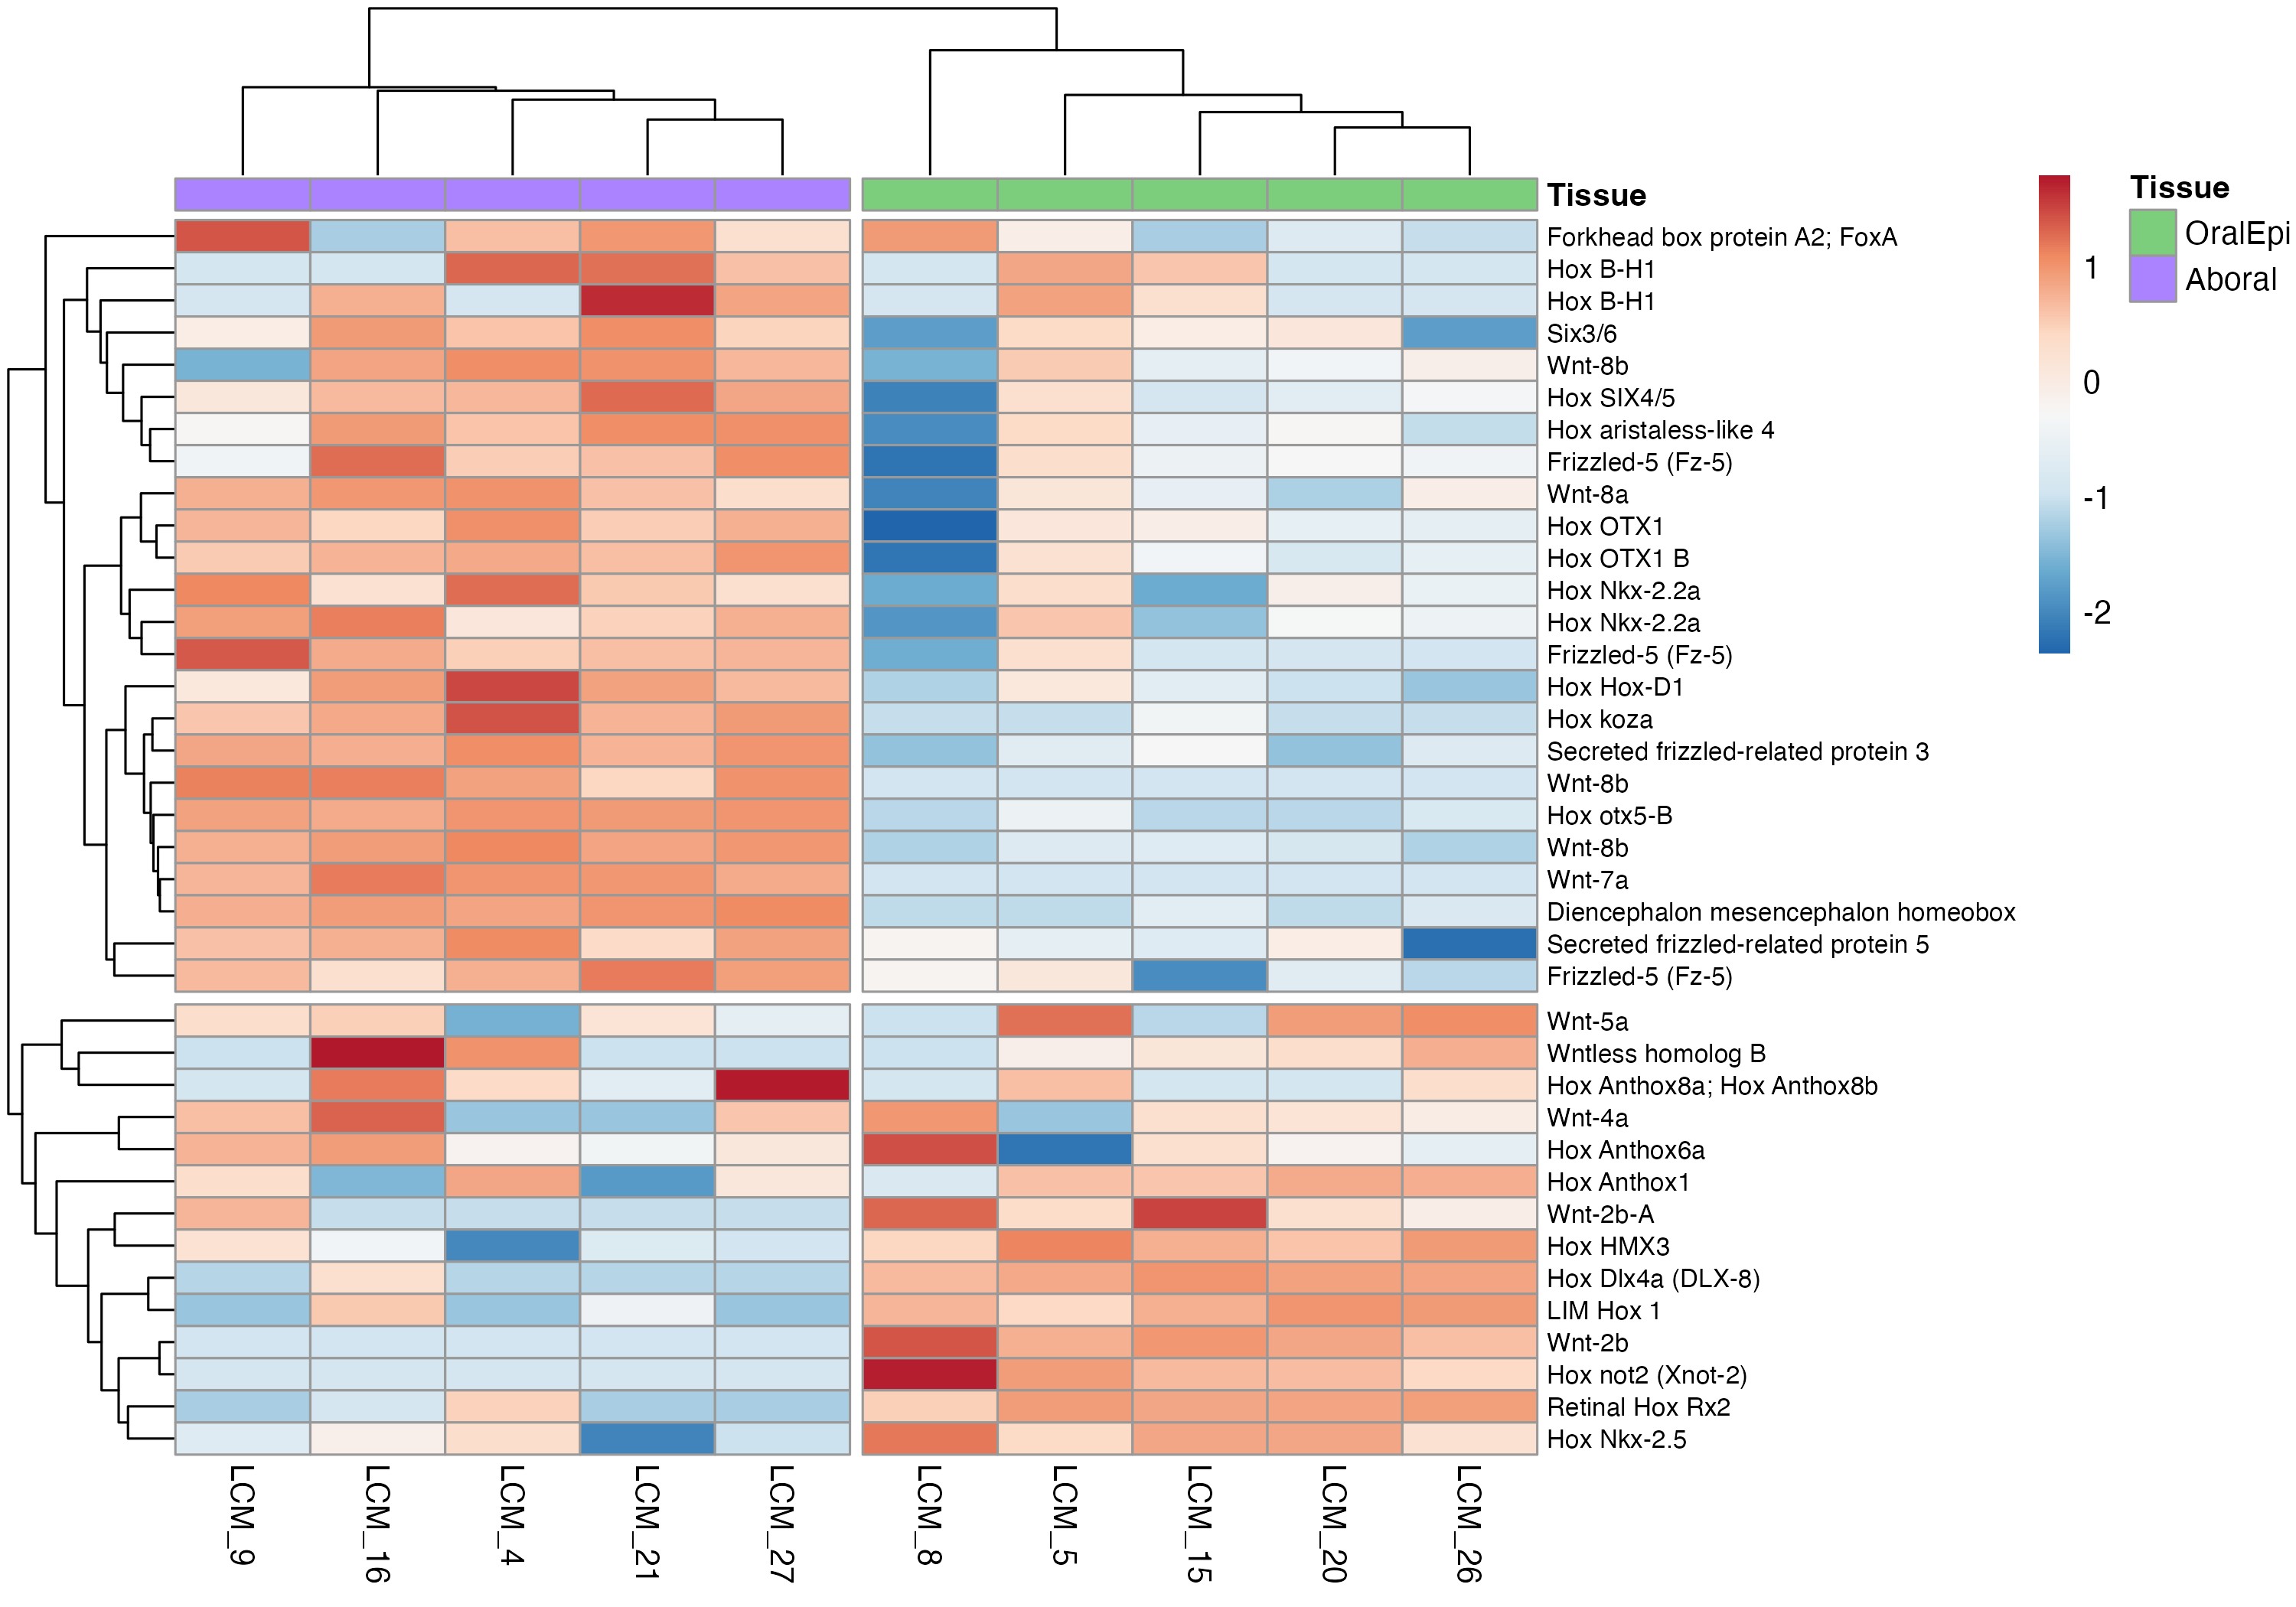 Tissue
Forkhead box protein A2; FoxA
Hox B-H1
Hox B-H1
Six3/6
Wnt-8b
Hox SIX4/5
Hox aristaless-like 4
Frizzled-5 (Fz-5)
Wnt-8a
Hox OTX1
Hox OTX1 B
Hox Nkx-2.2a
Hox Nkx-2.2a
Frizzled-5 (Fz-5)
Hox Hox-D1
Hox koza
Secreted frizzled-related protein 3
Wnt-8b
Hox otx5-B
Wnt-8b
Wnt-7a
Diencephalon mesencephalon homeobox
Secreted frizzled-related protein 5
Frizzled-5 (Fz-5)
Wnt-5a
Wntless homolog B
Hox Anthox8a; Hox Anthox8b
Wnt-4a
Hox Anthox6a
Hox Anthox1
Wnt-2b-A
Hox HMX3
Hox Dlx4a (DLX-8)
LIM Hox 1
Wnt-2b
Hox not2 (Xnot-2)
Retinal Hox Rx2
Hox Nkx-2.5
LCM_9
LCM_16
LCM_4
LCM_21
LCM_27
LCM_8
LCM_5
LCM_15
LCM_20
LCM_26
1
0
-1
-2
Tissue
OralEpi
Aboral